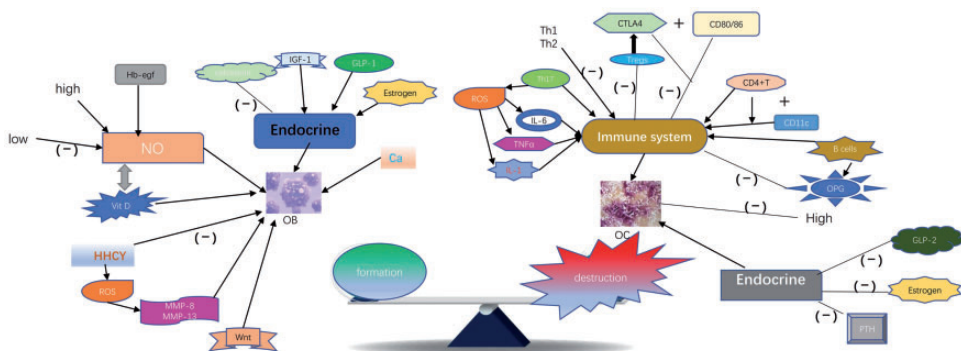 Hb-egf
high
low
(-)
NO
Vit D
HHCY
ROS
MMP-8
MMP-13
Wnt
(-)
IGF-1
GLP-1
Estrogen
(-)
Endocrine
Ca
OB
formation
destruction
Th1
Th2
(-)
CTLA4
+
CD80/86
Tregs
(-)
(-)
(-)
Th17
ROS
IL-6
TNFα
Immune system
CD4+T
+
CD11c
B cells
OPG
(-)
(-)
High
OC
Endocrine
(-)
GLP-2
(-)
Estrogen
(-)
PTH